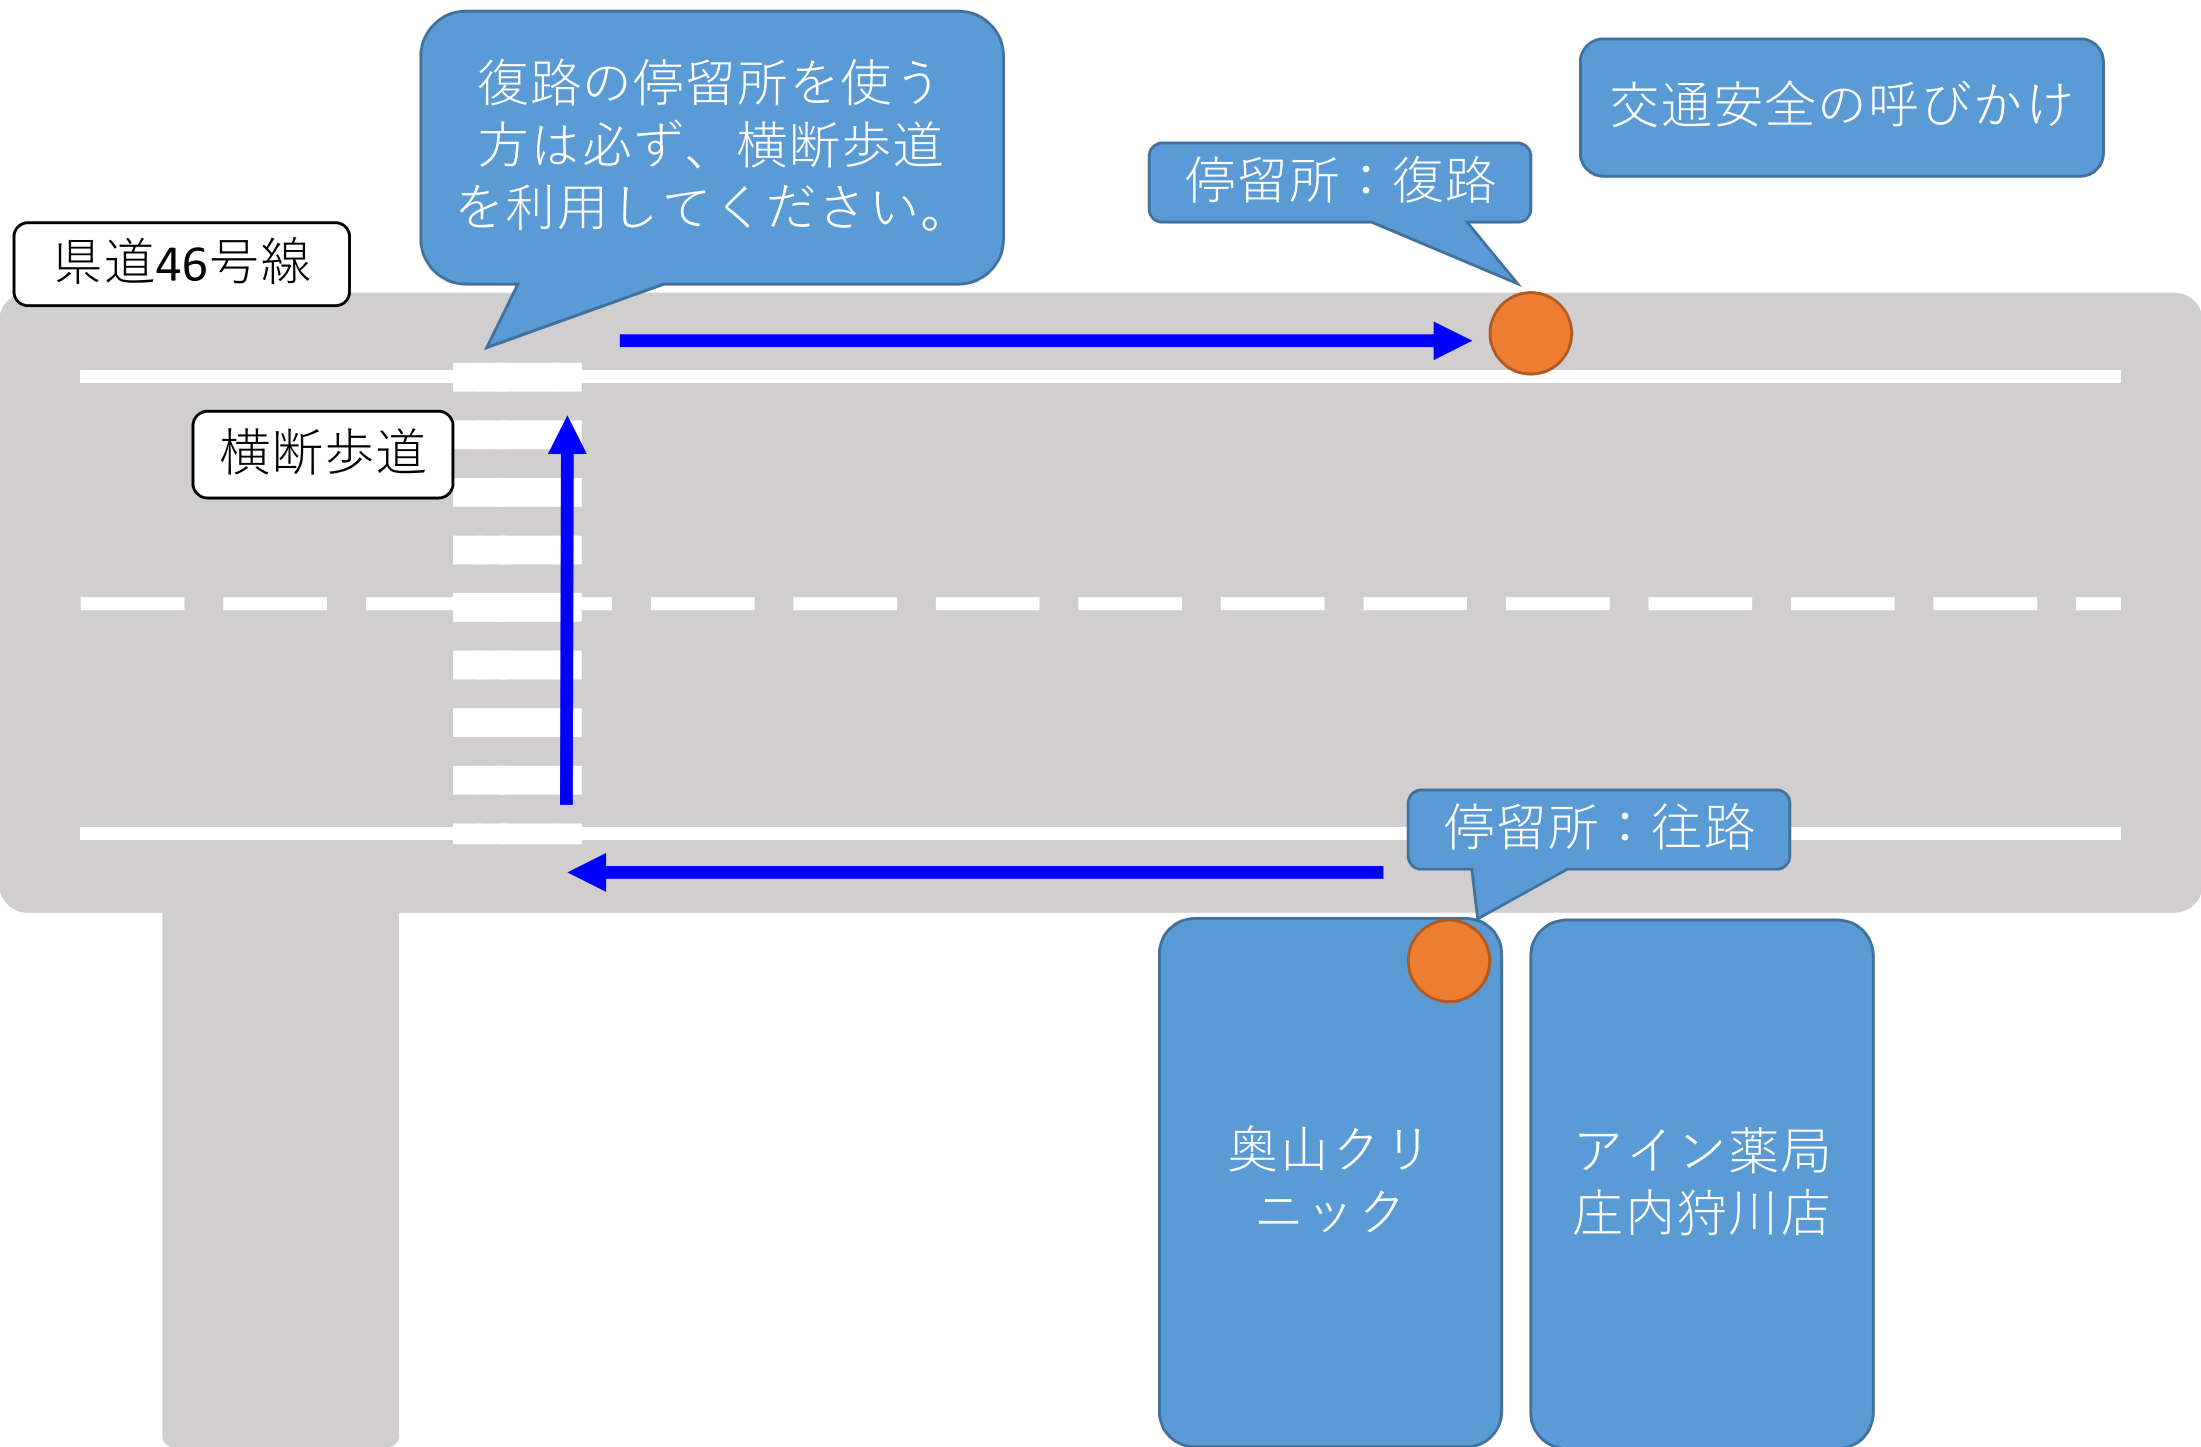 復路の停留所を使う
方は必ず、横断歩道
を利用してください。
交通安全の呼びかけ
停留所：復路
県道46号線
横断歩道
停留所：往路
奥山クリ
ニック
アイン薬局
庄内狩川店